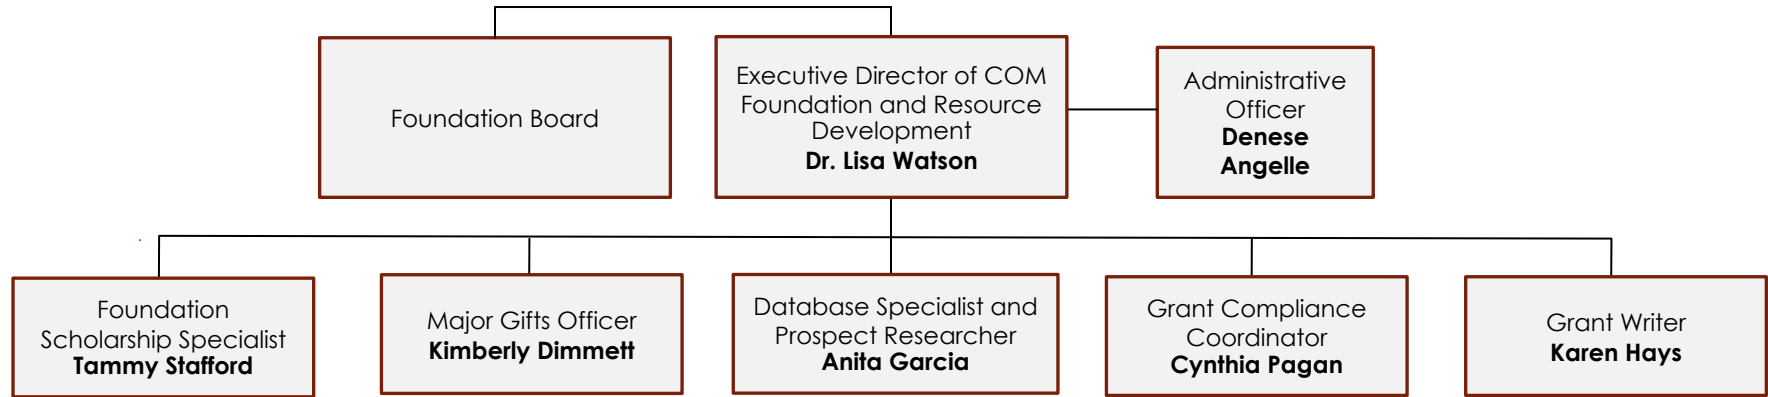 Foundation Board
Executive Director of COM
Foundation and Resource
Development
Dr. Lisa Watson
Administrative
Officer
Denese
Angelle
Foundation
Scholarship Specialist
Tammy Stafford
Major Gifts Officer
Kimberly Dimmett
Database Specialist and
Prospect Researcher
Anita Garcia
Grant Compliance
Coordinator
Cynthia Pagan
Grant Writer
Karen Hays